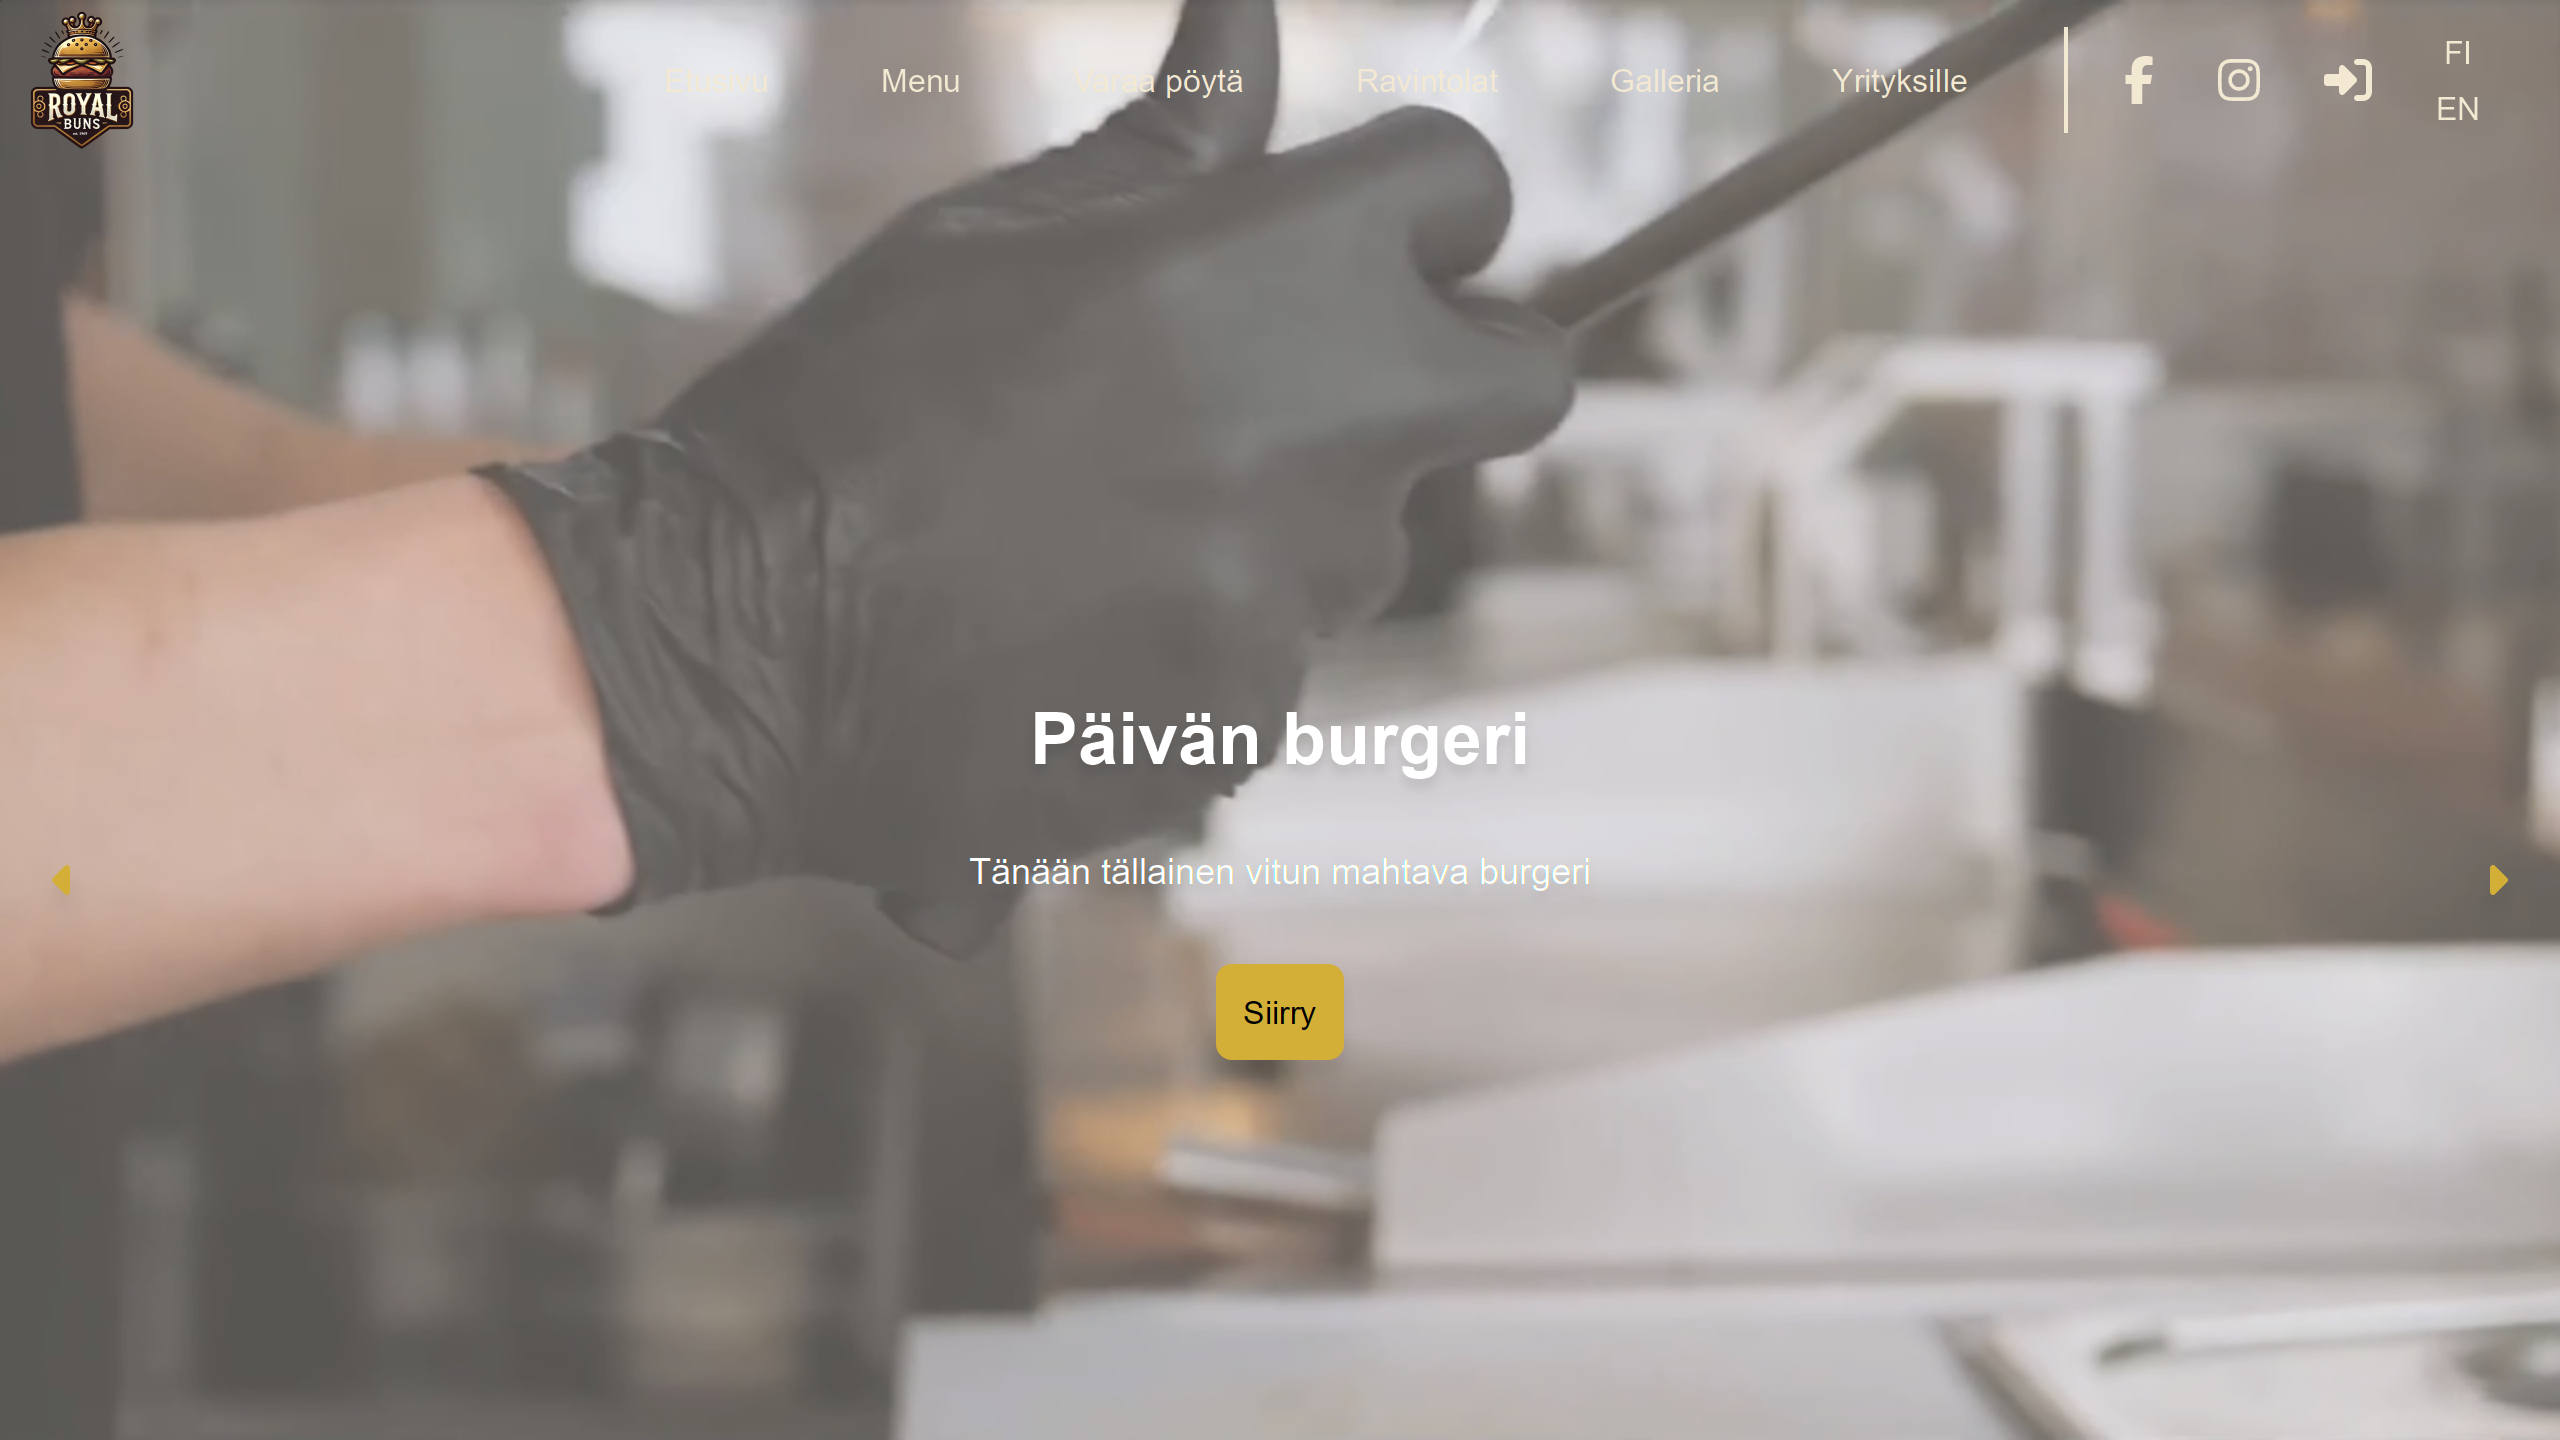 ROYAL
BUNS
Etusivu
Menu
Varaa pöytä
Ravintolat
Galleria
Yrityksille
FI
EN
Päivän burgeri
Tänään tällainen vitun mahtava burgeri
Siirry